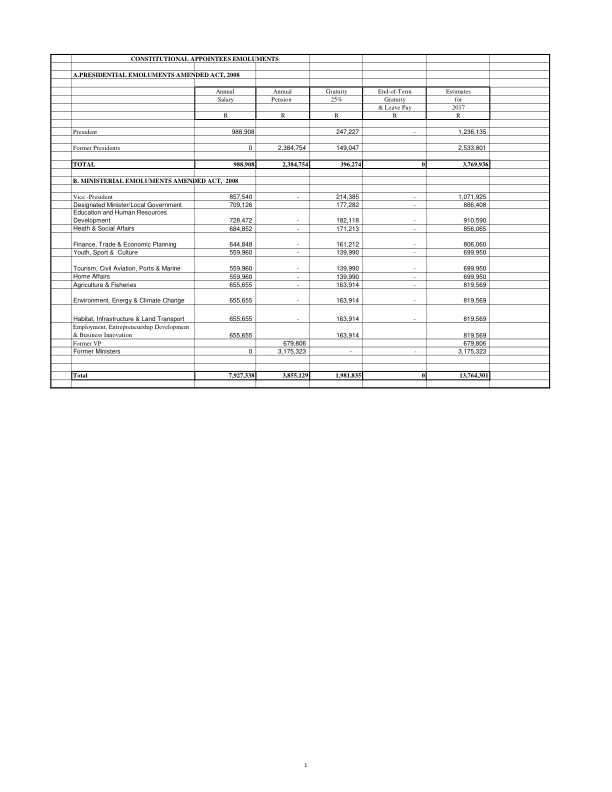 CONSTITUTIONAL APPOINTEES EMOLUMENTS
A.PRESIDENTIAL EMOLUMENTS AMENDED ACT, 2008
Annual Annual Gratuity End-of-Term Estimates
Salary Pension 25% Gratuity for
& Leave Pay 2017
R R R R R
President 988,908 247,227 - 1,236,135
Former Presidents 0 2,384,754 149,047 2,533,801
TOTAL 988,908 2,384,754 396,274 0 3,769,936
B. MINISTERIAL EMOLUMENTS AMENDED ACT, 2008
Vice -President 857,540 - 214,385 - 1,071,925
Designated Minister/Local Government 709,126 177,282 - 886,408
Education and Human Resources
Development 728,472 - 182,118 - 910,590
Heath & Social Affairs 684,852 - 171,213 - 856,065
Finance, Trade & Economic Planning 644,848 - 161,212 - 806,060
Youth, Sport & Culture 559,960 - 139,990 - 699,950
Tourism, Civil Aviation, Ports & Marine 559,960 - 139,990 - 699,950
Home Affairs 559,960 - 139,990 - 699,950
Agriculture & Fisheries 655,655 - 163,914 - 819,569
Environment, Energy & Climate Change 655,655 - 163,914 - 819,569
Habitat, Infrastructure & Land Transport 655,655 - 163,914 - 819,569
Employment, Entrepreneurship Development
& Business Innovation 655,655 163,914 819,569
Former VP 679,806 679,806
Former Ministers 0 3,175,323 - - 3,175,323
Total 7,927,338 3,855,129 1,981,835 0 13,764,301
1